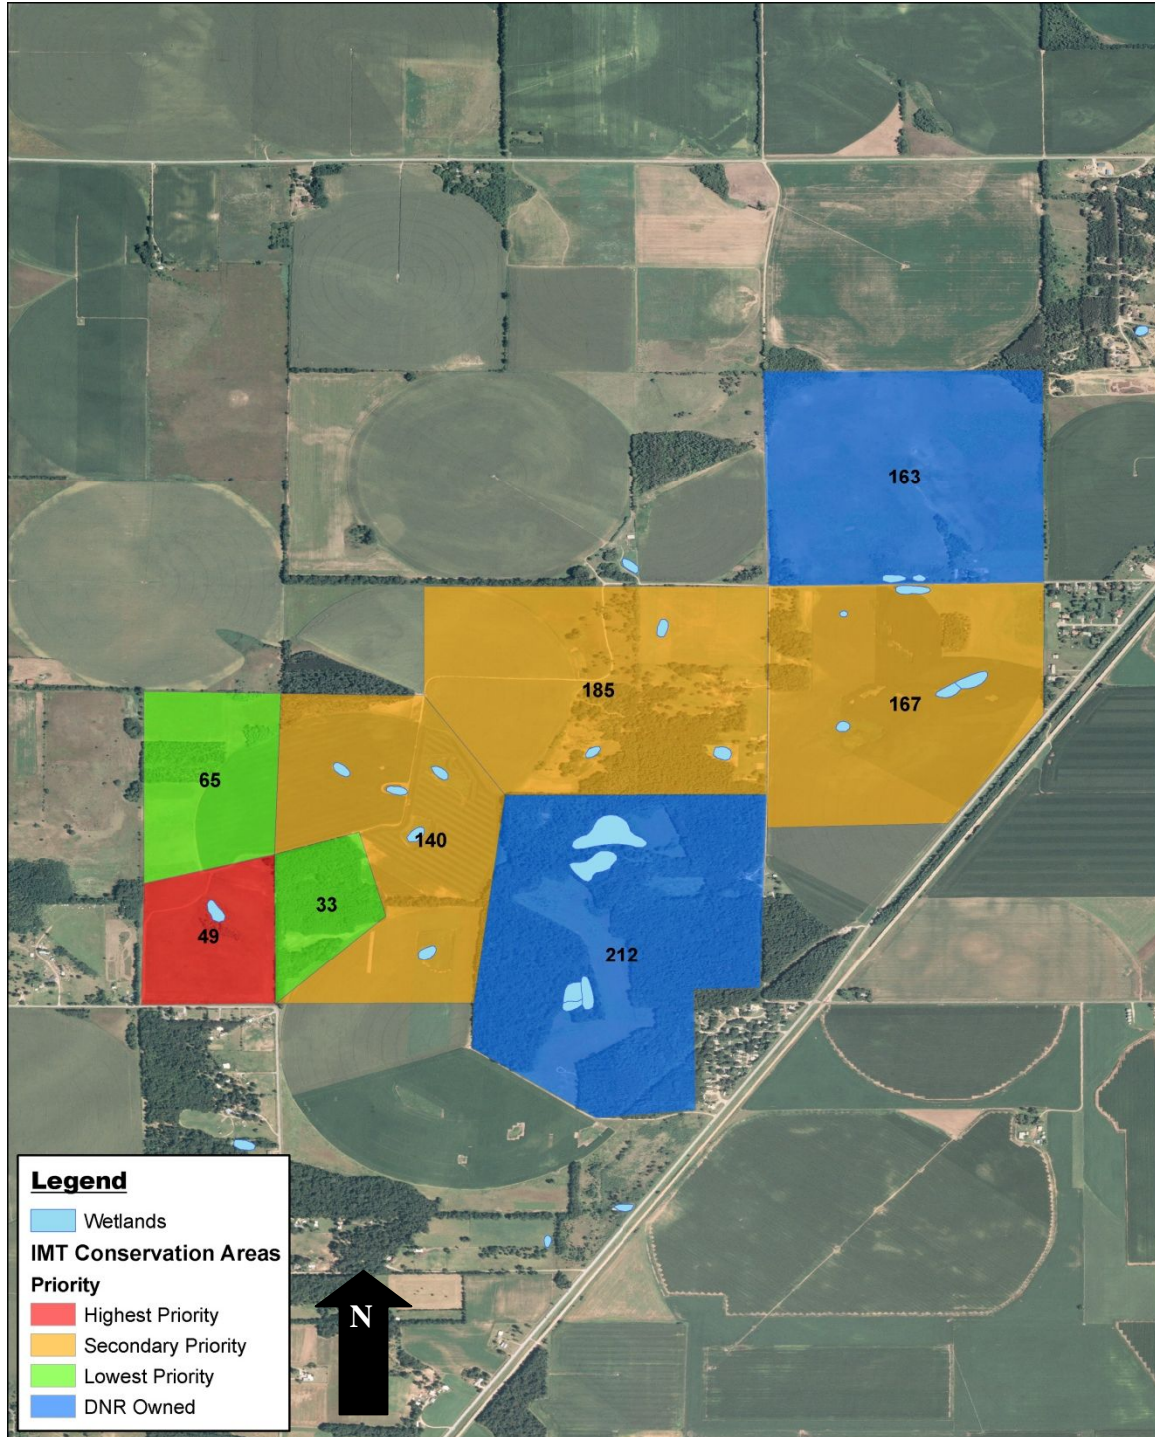 163
185
167
65
140
33
49
212
Legend
Wetlands
IMT Conservation Areas
Priority
Highest Priority
Secondary Priority
Lowest Priority
DNR Owned
N